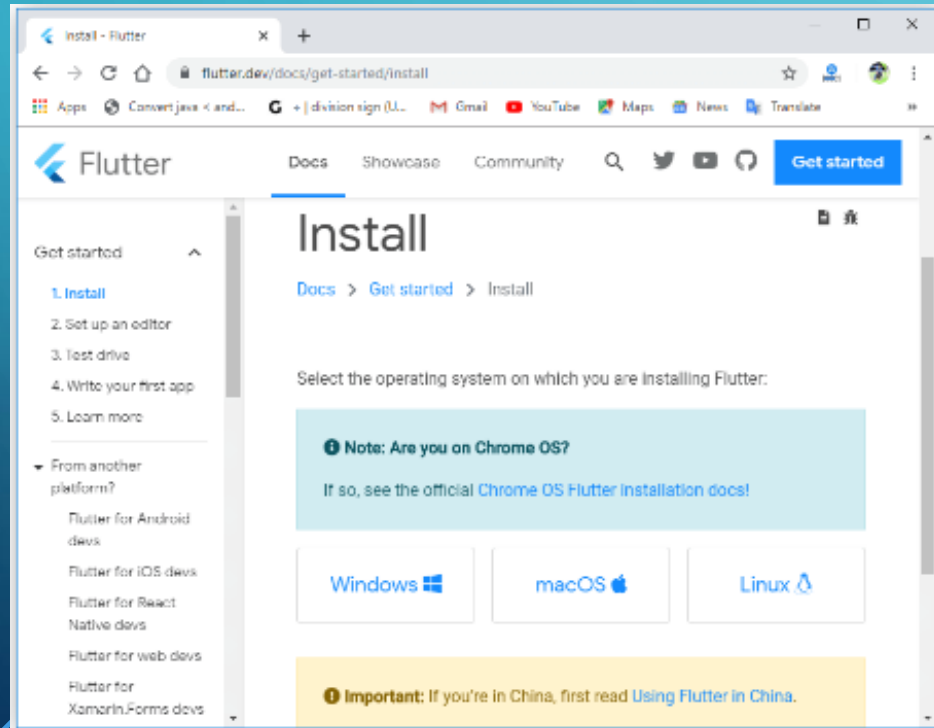 Install - Flutter
flutter.dev/docs/get-started/install
Apps Convert java < and... G + | division sign (U... Gmail YouTube Maps News Translate »
Flutter Docs Showcase Community Get started
Get started
1. Install
2. Set up an editor
3. Test drive
4. Write your first app
5. Learn more
From another
platform?
Flutter for Android
devs
Flutter for iOS devs
Flutter for React
Native devs
Flutter for web devs
Flutter for
Xamarin.Forms devs
Install
Docs > Get started > Install
Select the operating system on which you are installing Flutter:
Note: Are you on Chrome OS?
If so, see the official Chrome OS Flutter installation docs!
Windows macOS Linux
Important: If you're in China, first read Using Flutter in China.